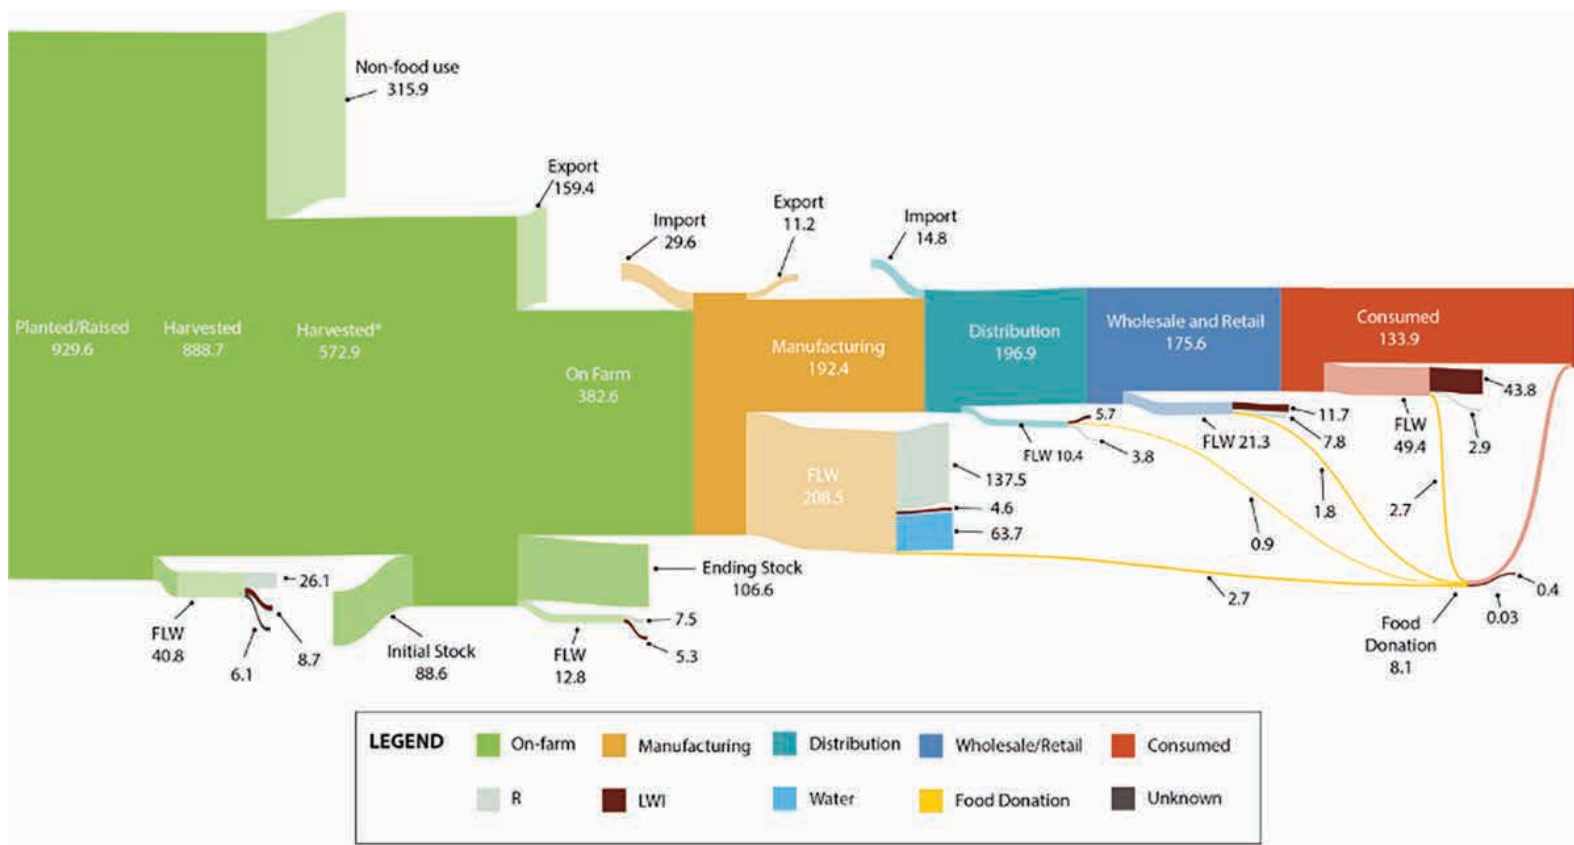 Non-food use
315.9
Export
159.4
Import
29.6
Export
11.2
Import
14.8
Planted/Raised
929.6
Harvested
888.7
Harvested*
572.9
On Farm
382.6
Manufacturing
192.4
Distribution
196.9
Wholesale and Retail
175.6
Consumed
133.9
FLW
40.8
26.1
8.7
6.1
Initial Stock
88.6
Ending Stock
106.6
FLW
12.8
7.5
5.3
FLW
208.5
137.5
4.6
63.7
2.7
FLW 10.4
5.7
3.8
0.9
FLW 21.3
11.7
7.8
1.8
FLW
49.4
43.8
2.9
2.7
Food
Donation
8.1
0.4
0.03
LEGEND
On-farm
Manufacturing
Distribution
Wholesale/Retail
Consumed
R
LWI
Water
Food Donation
Unknown